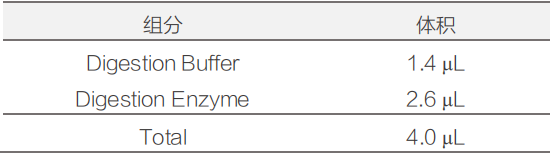 组分 体积
Digestion Buffer 1.4 μL
Digestion Enzyme 2.6 μL
Total 4.0 μL